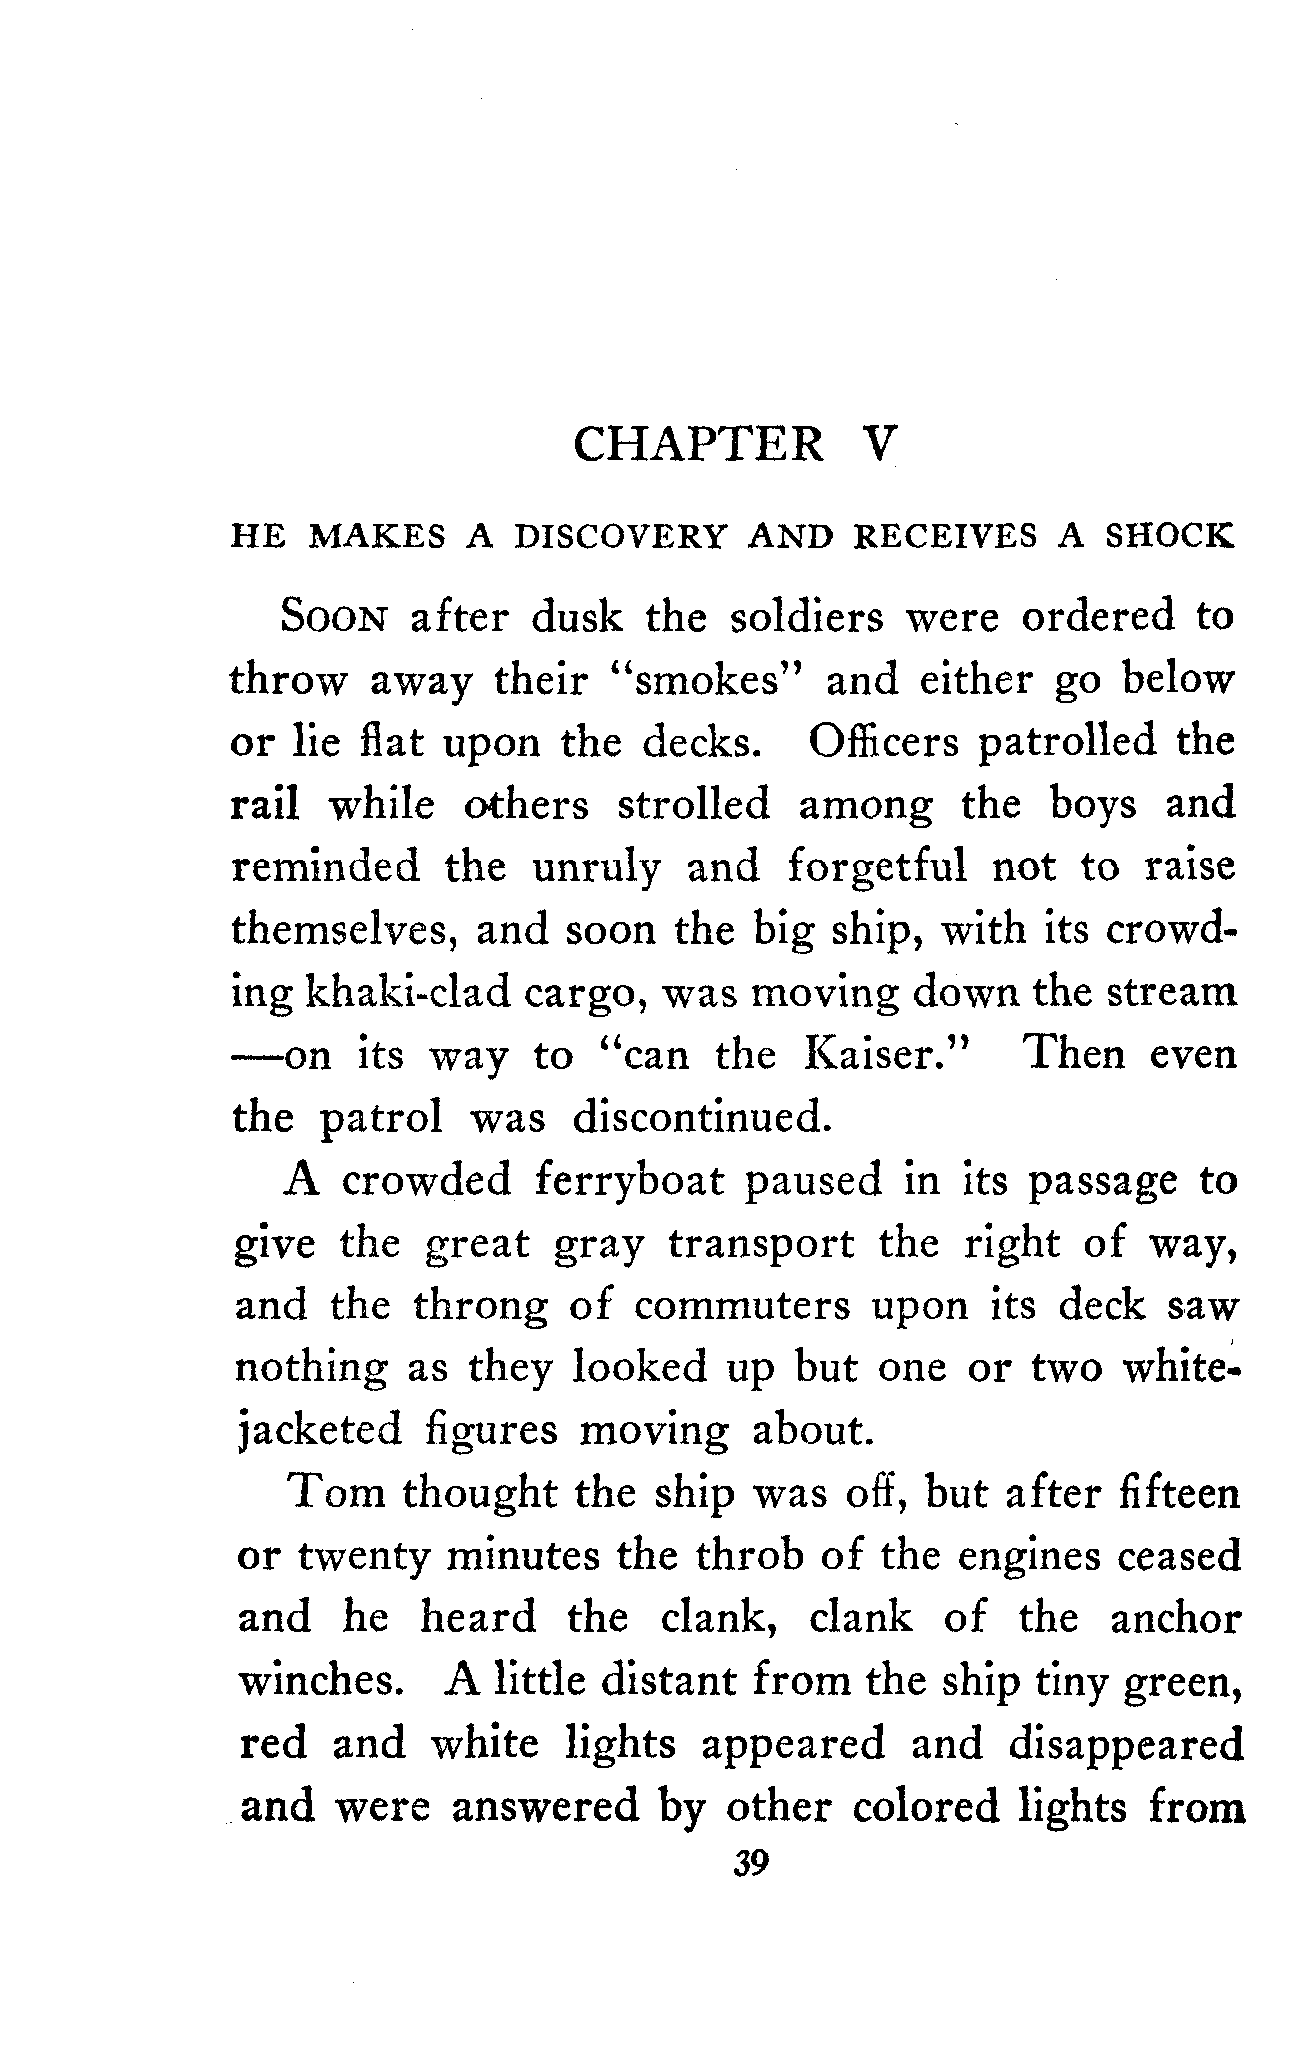 CHAPTER V
HE MAKES A DISCOVERY AND RECEIVES A SHOCK
Soon after dusk the soldiers were ordered to
throw away their “smokes” and either go below
or lie flat upon the decks. Officers patrolled the
rail while others strolled among the boys and
reminded the unruly and forgetful not to raise
themselves, and soon the big ship, with its crowd-
ing khaki-clad cargo, was moving down the stream
—on its way to “can the Kaiser.” Then even
the patrol was discontinued.
A crowded ferryboat paused in its passage to
give the great gray transport the right of way,
and the throng of commuters upon its deck saw
nothing as they looked up but one or two white-
jacketed figures moving about.
Tom thought the ship was off, but after fifteen
or twenty minutes the throb of the engines ceased
and he heard the clank, clank of the anchor
winches. A little distant from the ship tiny green,
red and white lights appeared and disappeared
and were answered by other colored lights from
39